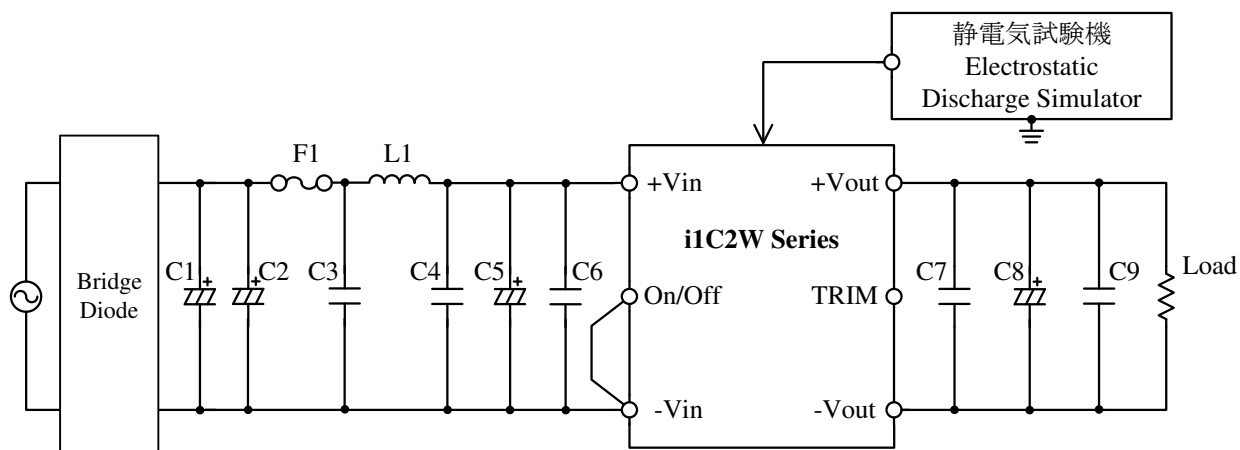 静電気試験機
Electrostatic
Discharge Simulator
F1
L1
+Vin
+Vout
i1C2W Series
C1
+
C2
+
C3
C4
C5
+
C6
On/Off
TRIM
C7
C8
+
C9
Load
Bridge
Diode
-Vin
-Vout